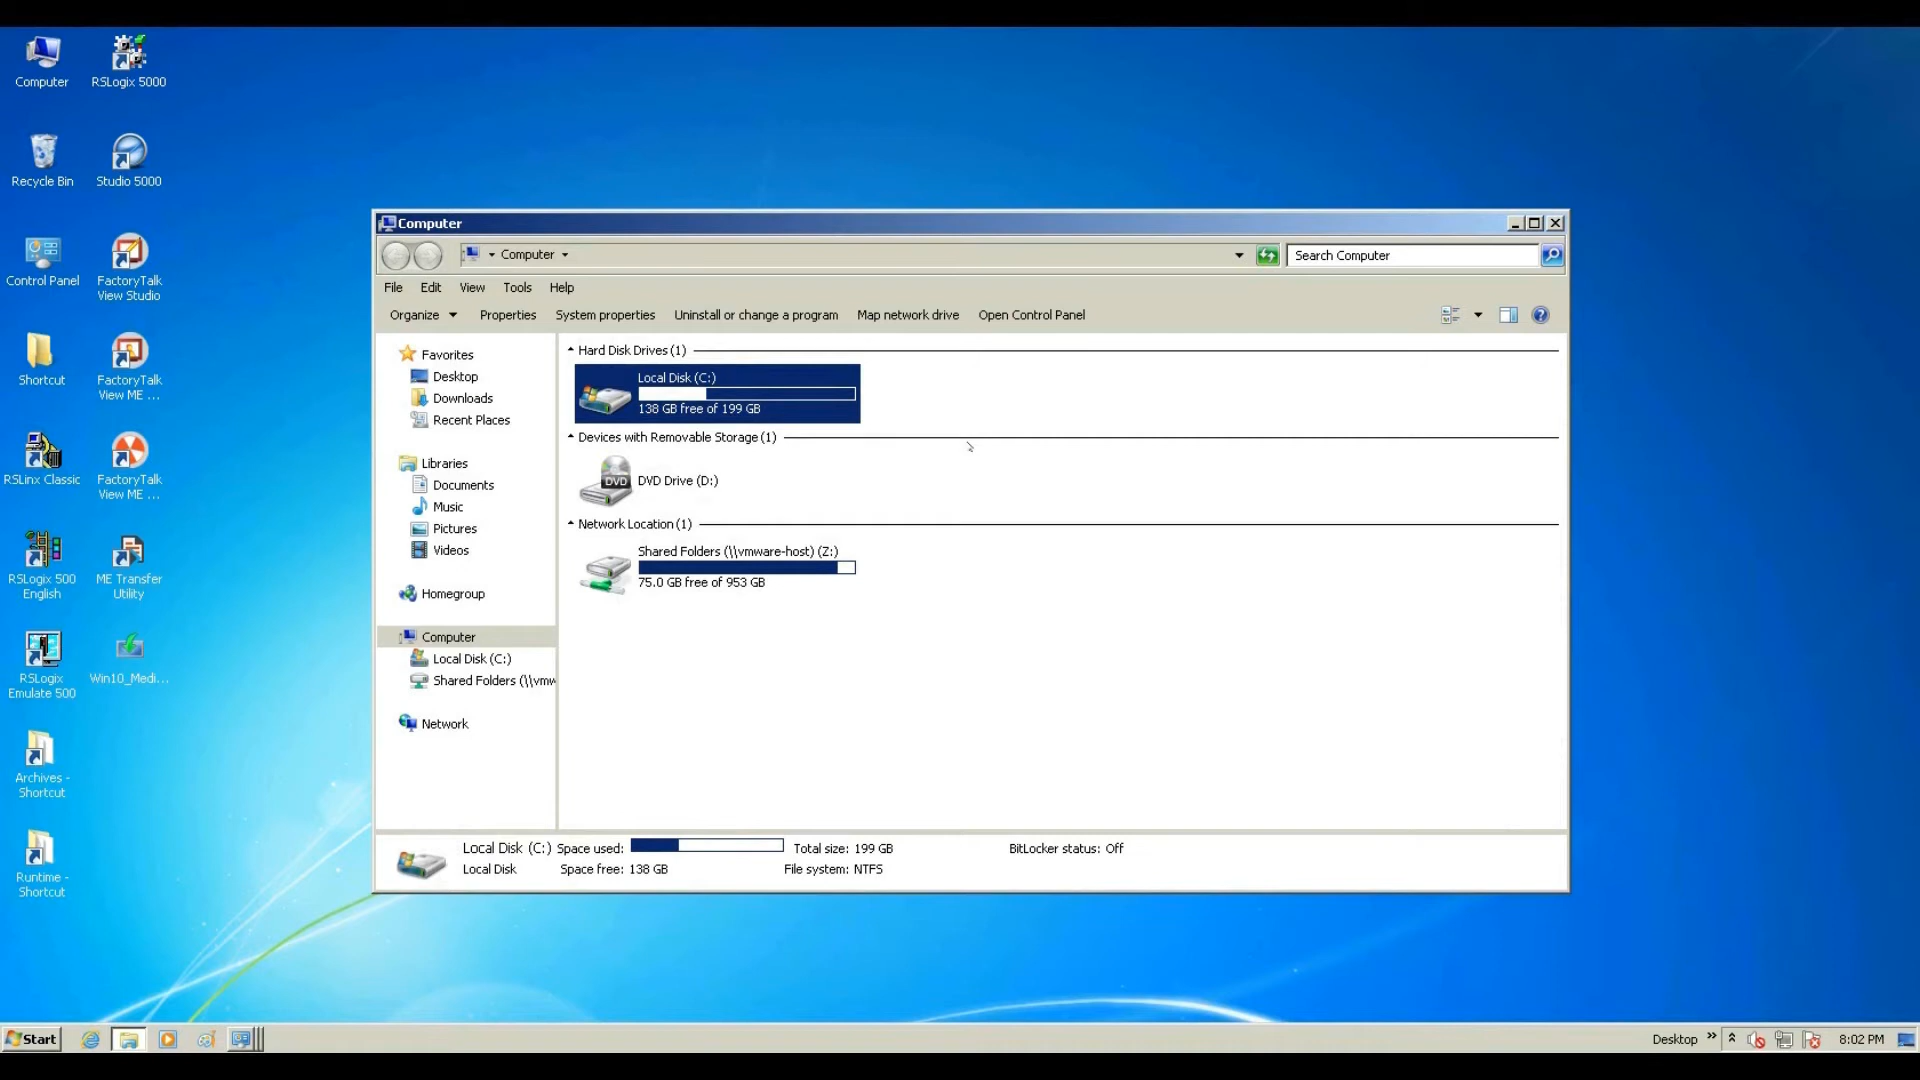 Computer
RSLogix 5000
Recycle Bin
Studio 5000
Control Panel
FactoryTalk
View Studio
Shortcut
FactoryTalk
View ME ...
RSLinx Classic
FactoryTalk
View ME ...
RSLogix 500
English
ME Transfer
Utility
RSLogix
Emulate 500
Win10_Medi...
Archives -
Shortcut
Runtime -
Shortcut
Computer
Computer
Search Computer
File Edit View Tools Help
Organize Properties System properties Uninstall or change a program Map network drive Open Control Panel
Favorites
Desktop
Downloads
Recent Places
Libraries
Documents
Music
Pictures
Videos
Homegroup
Computer
Local Disk (C:)
Shared Folders (\\vmw
Network
Hard Disk Drives (1)
Local Disk (C:)
138 GB free of 199 GB
Devices with Removable Storage (1)
DVD
DVD Drive (D:)
Network Location (1)
Shared Folders (\\vmware-host) (Z:)
75.0 GB free of 953 GB
Local Disk (C:) Space used: Total size: 199 GB BitLocker status: Off
Local Disk Space free: 138 GB File system: NTFS
Start
Desktop
8:02 PM